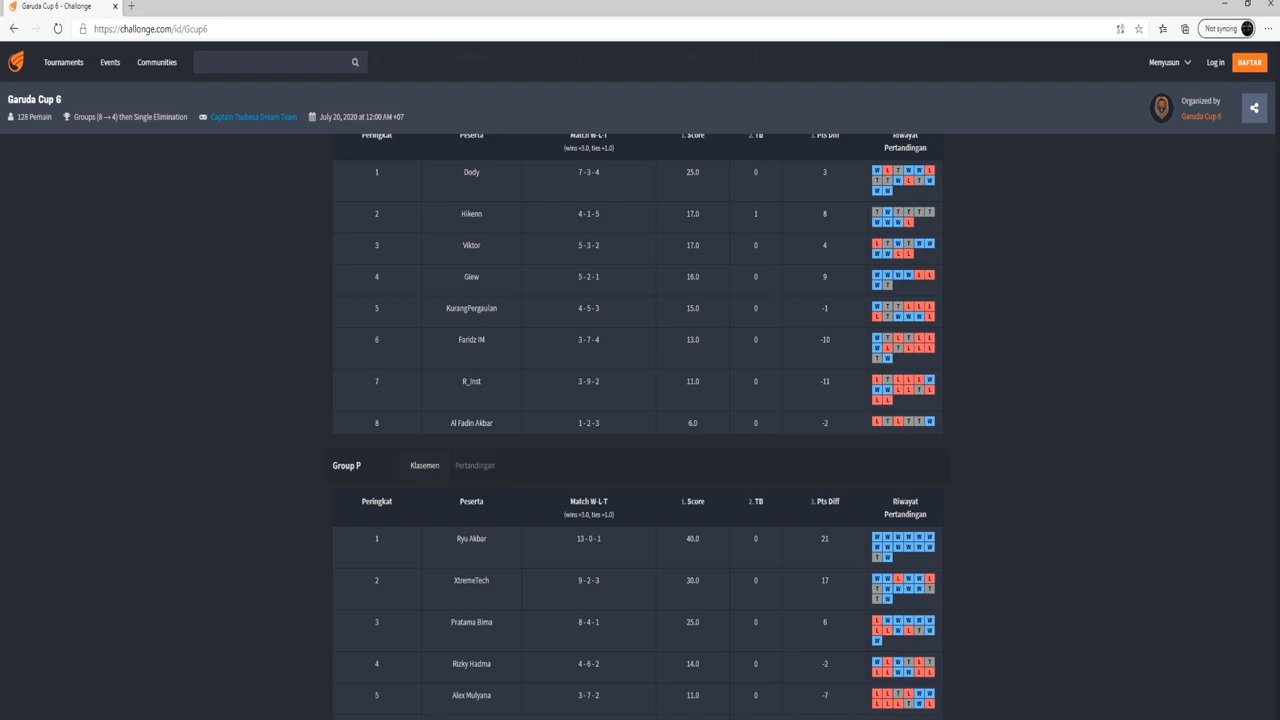 Garuda Cup 6 - Challonge
https://challonge.com/id/Gcup6
Not syncing
Tournaments Events Communities
Menyusun Log in DAFTAR
Garuda Cup 6
128 Pemain Groups (8 → 4) then Single Elimination Captain Tsubasa Dream Team July 20, 2020 at 12:00 AM +07
Organized by
Garuda Cup 6
Peringkat Peserta Match W-L-T 1. Score 2. TB 3. Pts Diff Riwayat
(wins +3.0, ties +1.0) Pertandingan
1 Dody 7 - 3 - 4 25.0 0 3 W L T W W L
T T W L T W
W W
2 Hikenn 4 - 1 - 5 17.0 1 8 T W T T T T
W W W L
3 Viktor 5 - 3 - 2 17.0 0 4 L T W T W W
W W L L
4 Giew 5 - 2 - 1 16.0 0 9 W W W W L L
W T
5 KurangPergaulan 4 - 5 - 3 15.0 0 -1 W T T L L L
L T W W W L
6 Faridz IM 3 - 7 - 4 13.0 0 -10 W T L T L L
W L T L L L
T W
7 R_Inst 3 - 9 - 2 11.0 0 -11 L T L L L W
W W L L T L
L L
8 Al Fadin Akbar 1 - 2 - 3 6.0 0 -2 L T L T T W
Group P Klasemen Pertandingan
Peringkat Peserta Match W-L-T 1. Score 2. TB 3. Pts Diff Riwayat
(wins +3.0, ties +1.0) Pertandingan
1 Ryu Akbar 13 - 0 - 1 40.0 0 21 W W W W W W
W W W W W W
T W
2 XtremeTech 9 - 2 - 3 30.0 0 17 W W L W W L
T W W W W T
T W
3 Pratama Bima 8 - 4 - 1 25.0 0 6 L W W W W W
L L W L T W
W
4 Rizky Hadma 4 - 6 - 2 14.0 0 -2 W L W T L T
L L W W L L
5 Alex Mulyana 3 - 7 - 2 11.0 0 -7 L L T L W W
L L L T W L